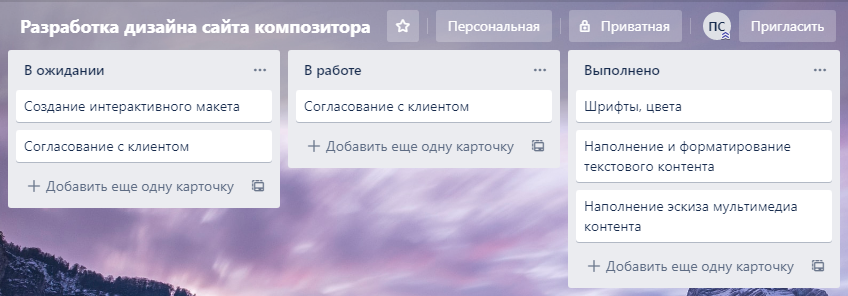 Разработка дизайна сайта композитора
Персональная
Приватная
ПС
Пригласить
В ожидании
Создание интерактивного макета
Согласование с клиентом
Добавить еще одну карточку
В работе
Согласование с клиентом
Добавить еще одну карточку
Выполнено
Шрифты, цвета
Наполнение и форматирование
текстового контента
Наполнение эскиза мультимедиа
контента
Добавить еще одну карточку